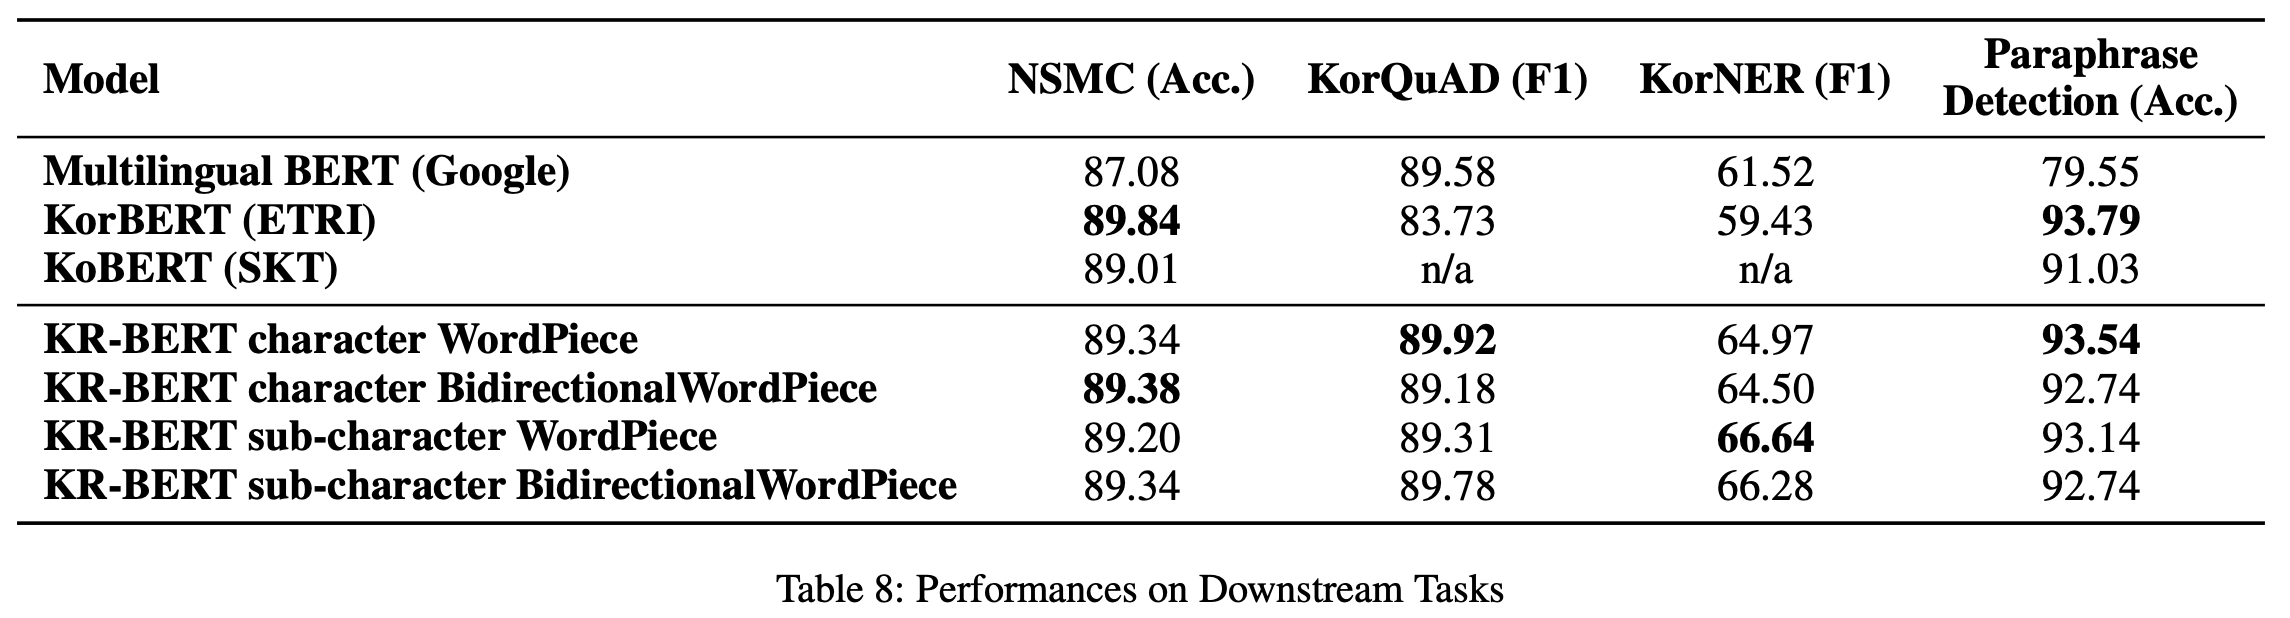 Model NSMC (Acc.) KorQuAD (F1) KorNER (F1) Paraphrase Detection (Acc.)
Multilingual BERT (Google) 87.08 89.58 61.52 79.55
KorBERT (ETRI) 89.84 83.73 59.43 93.79
KoBERT (SKT) 89.01 n/a n/a 91.03
KR-BERT character WordPiece 89.34 89.92 64.97 93.54
KR-BERT character BidirectionalWordPiece 89.38 89.18 64.50 92.74
KR-BERT sub-character WordPiece 89.20 89.31 66.64 93.14
KR-BERT sub-character BidirectionalWordPiece 89.34 89.78 66.28 92.74
Table 8: Performances on Downstream Tasks